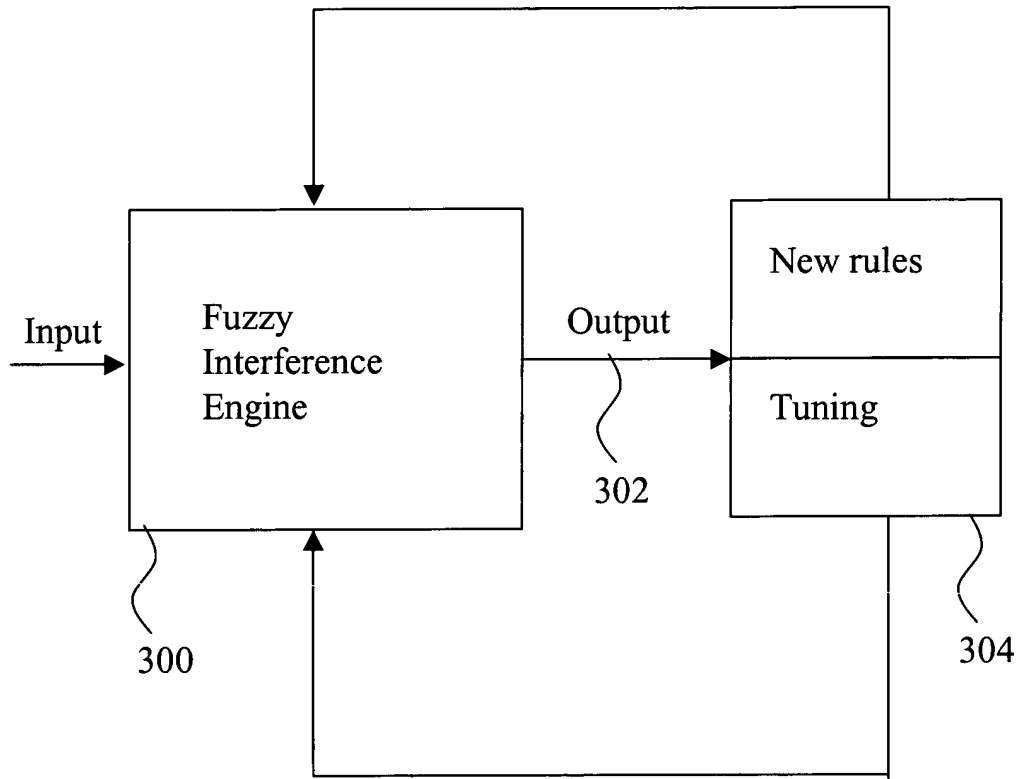 New rules
Input
Fuzzy
Interference
Engine
Output
Tuning
302
300
304